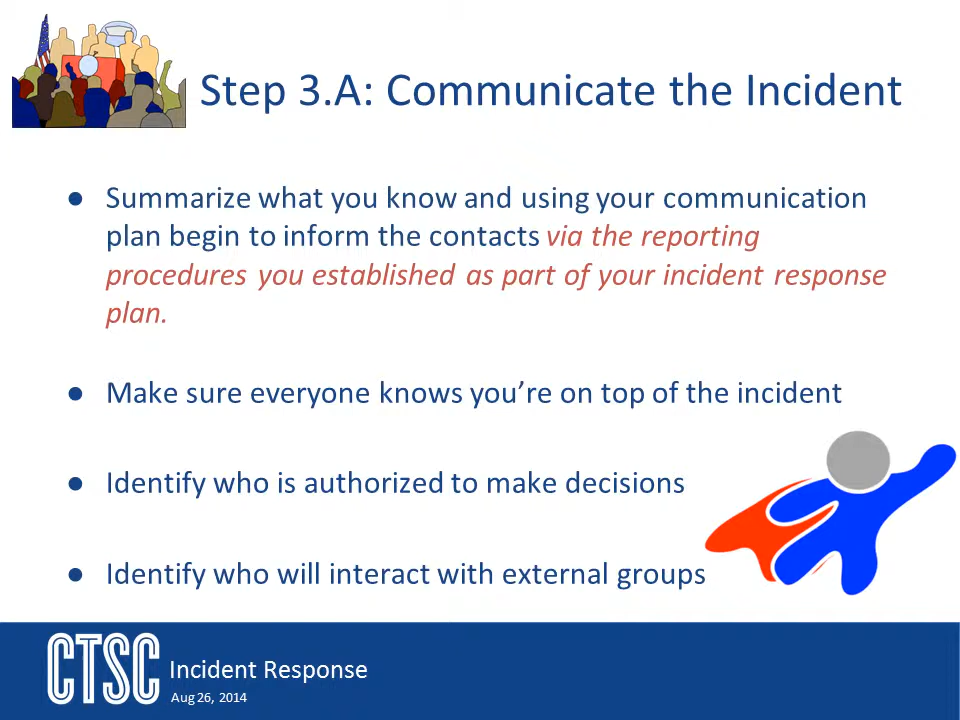 Step 3.A: Communicate the Incident
● Summarize what you know and using your communication
plan begin to inform the contacts via the reporting
procedures you established as part of your incident response
plan.
● Make sure everyone knows you’re on top of the incident
● Identify who is authorized to make decisions
● Identify who will interact with external groups
CTSC
Incident Response
Aug 26, 2014